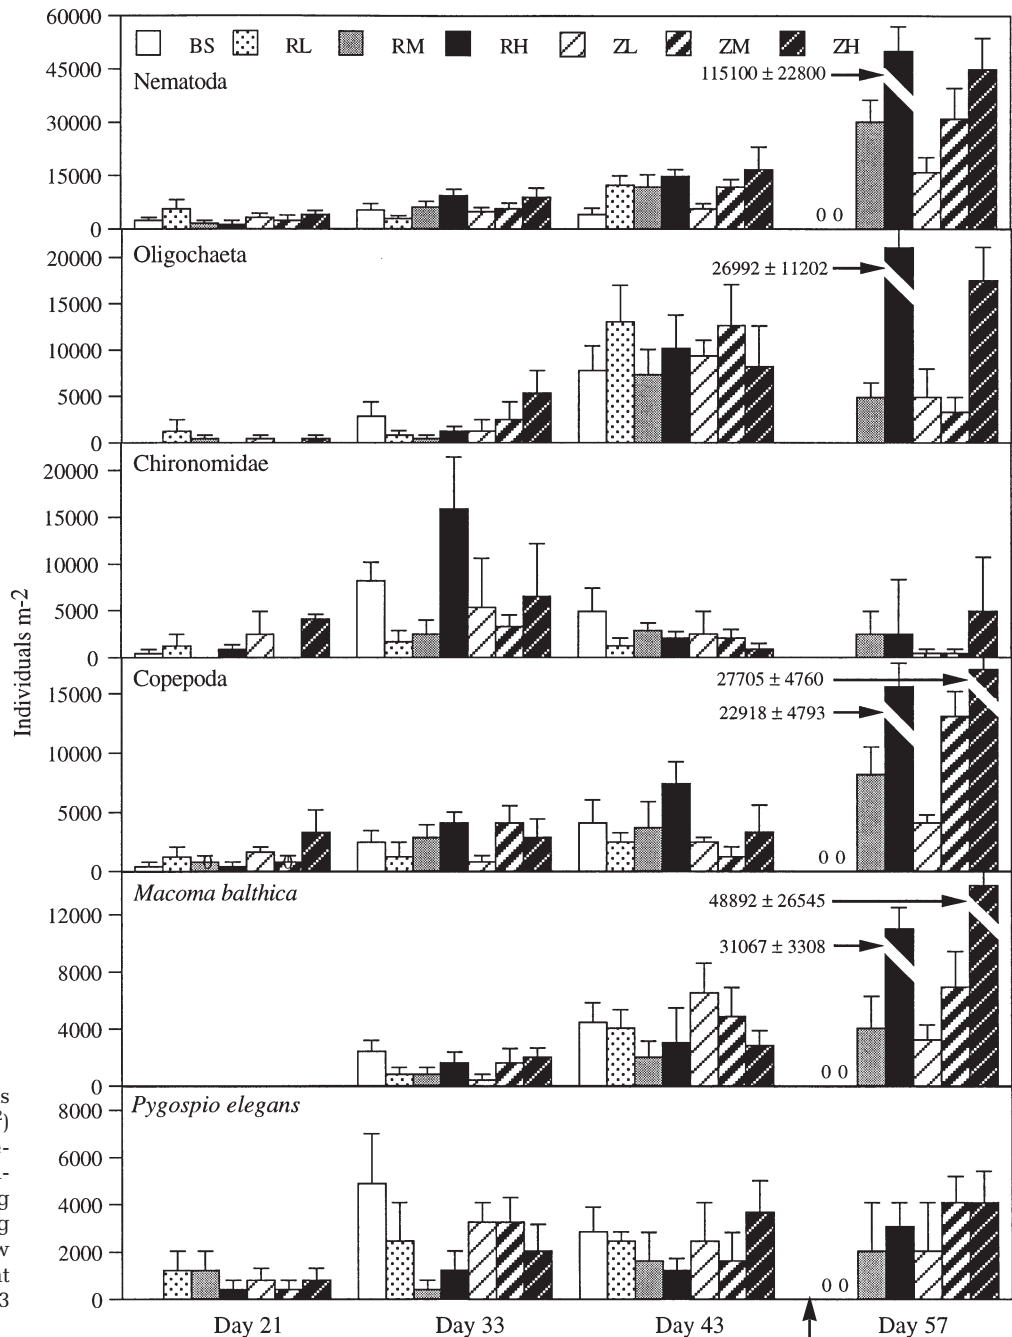 60000
BS RL RM RH ZL ZM ZH
Nematoda
115100 ± 22800
45000
30000
15000
0 0
0
Oligochaeta
20000
26992 ± 11202
15000
10000
5000
0
Chironomidae
20000
15000
10000
5000
0
Individuals m-2
Copepoda
27705 ± 4760
15000
22918 ± 4793
10000
5000
0 0
0
Macoma balthica
48892 ± 26545
12000
31067 ± 3308
8000
4000
0 0
0
Pygospio elegans
8000
6000
4000
2000
0 0
0
Day 21 Day 33 Day 43 Day 57
s
²)
e-
g
g
w
3